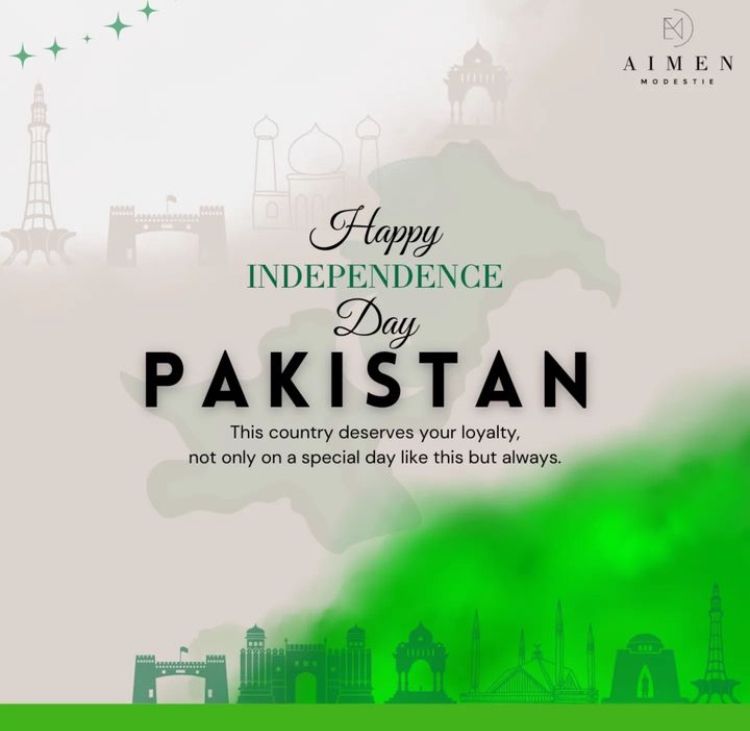 AIMEN
MODESTIE
Happy
INDEPENDENCE
Day
PAKISTAN
This country deserves your loyalty,
not only on a special day like this but always.